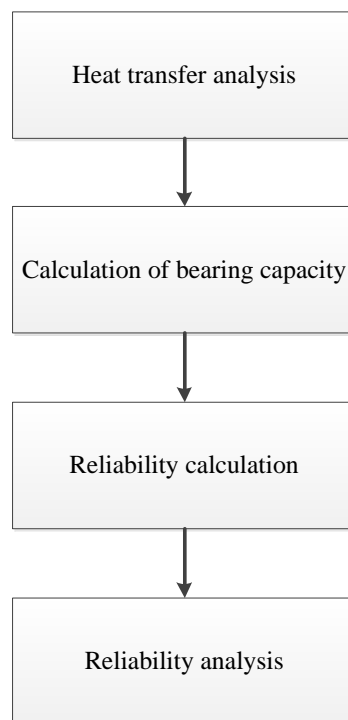 Heat transfer analysis
Calculation of bearing capacity
Reliability calculation
Reliability analysis